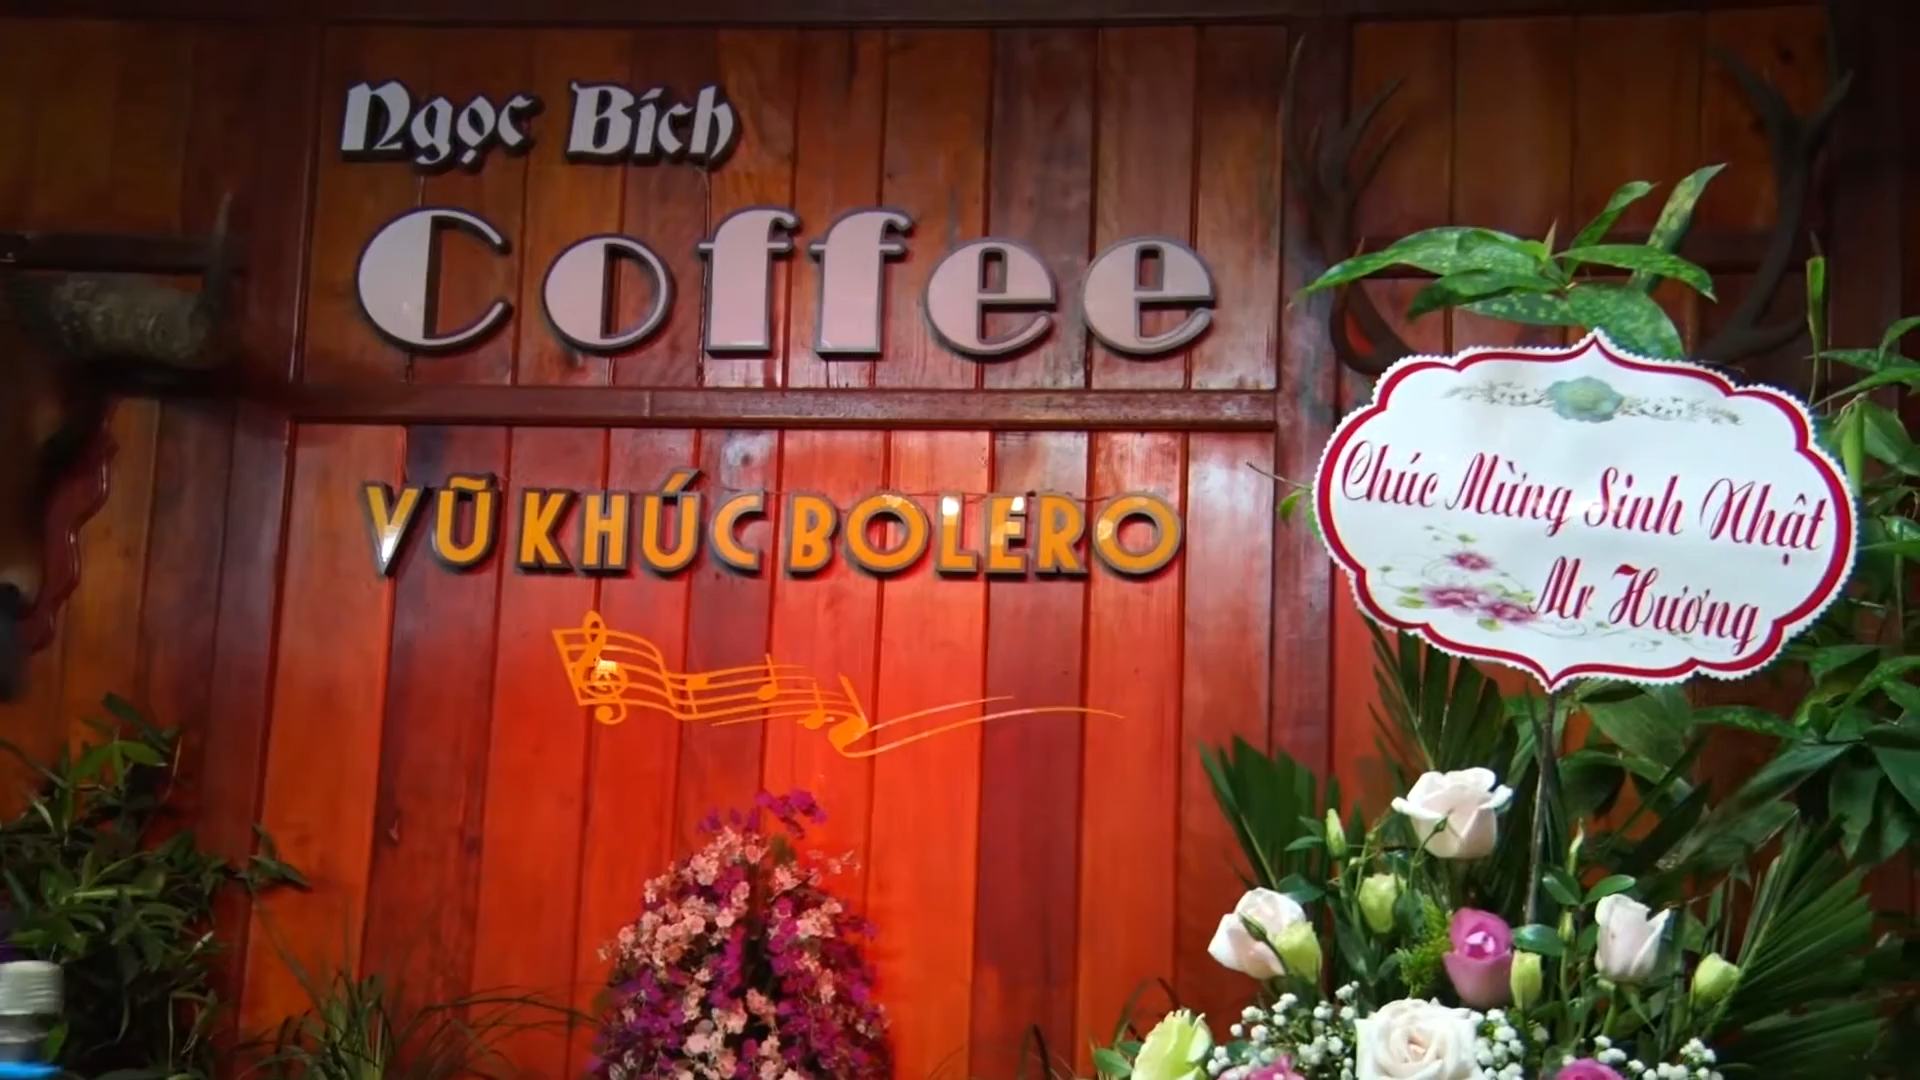 Ngọc Bích
Coffee
VŨ KHÚC BOLERO
Chúc Mừng Sinh Nhật
Mr Hương